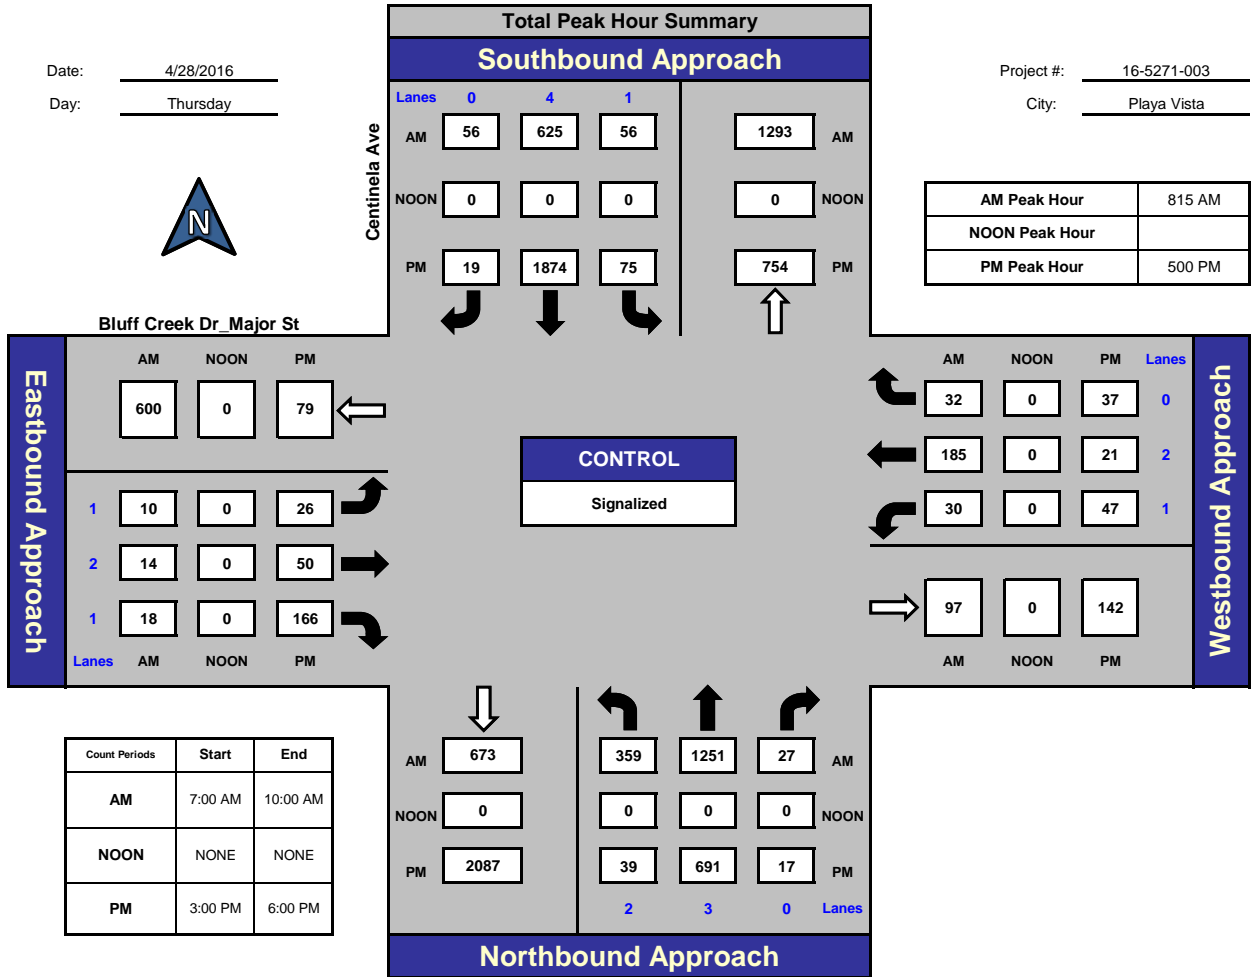 Total Peak Hour Summary
Southbound Approach
Date: 4/28/2016
Day: Thursday
Project #: 16-5271-003
City: Playa Vista
N
Centinela Ave
Lanes 0 4 1
AM 56 625 56 1293 AM
NOON 0 0 0 0 NOON
PM 19 1874 75 754 PM
AM Peak Hour 815 AM
NOON Peak Hour
PM Peak Hour 500 PM
Bluff Creek Dr_Major St
Eastbound Approach
AM NOON PM
600 0 79
1 10 0 26
2 14 0 50
1 18 0 166
Lanes AM NOON PM
CONTROL
Signalized
AM NOON PM Lanes
32 0 37 0
185 0 21 2
30 0 47 1
97 0 142
AM NOON PM
Westbound Approach
Count Periods Start End
AM 7:00 AM 10:00 AM
NOON NONE NONE
PM 3:00 PM 6:00 PM
AM 673 359 1251 27 AM
NOON 0 0 0 0 NOON
PM 2087 39 691 17 PM
2 3 0 Lanes
Northbound Approach